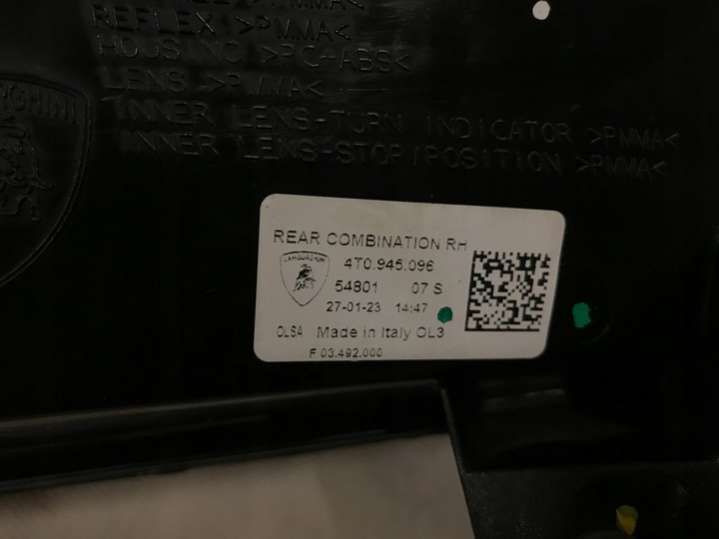 >PMMA<
REFLEX >PMMA<
HOUSING >PC-ABS<
LENS >PMMA<
INNER LENS-TURN INDICATOR >PMMA<
INNER LENS-STOP/POSITION >PMMA<
REAR COMBINATION RH
LAMBORGHINI
4T0.945.096
54801 07 S
27-01-23 14:47
OLSA Made in Italy OL3
F 03.492.000